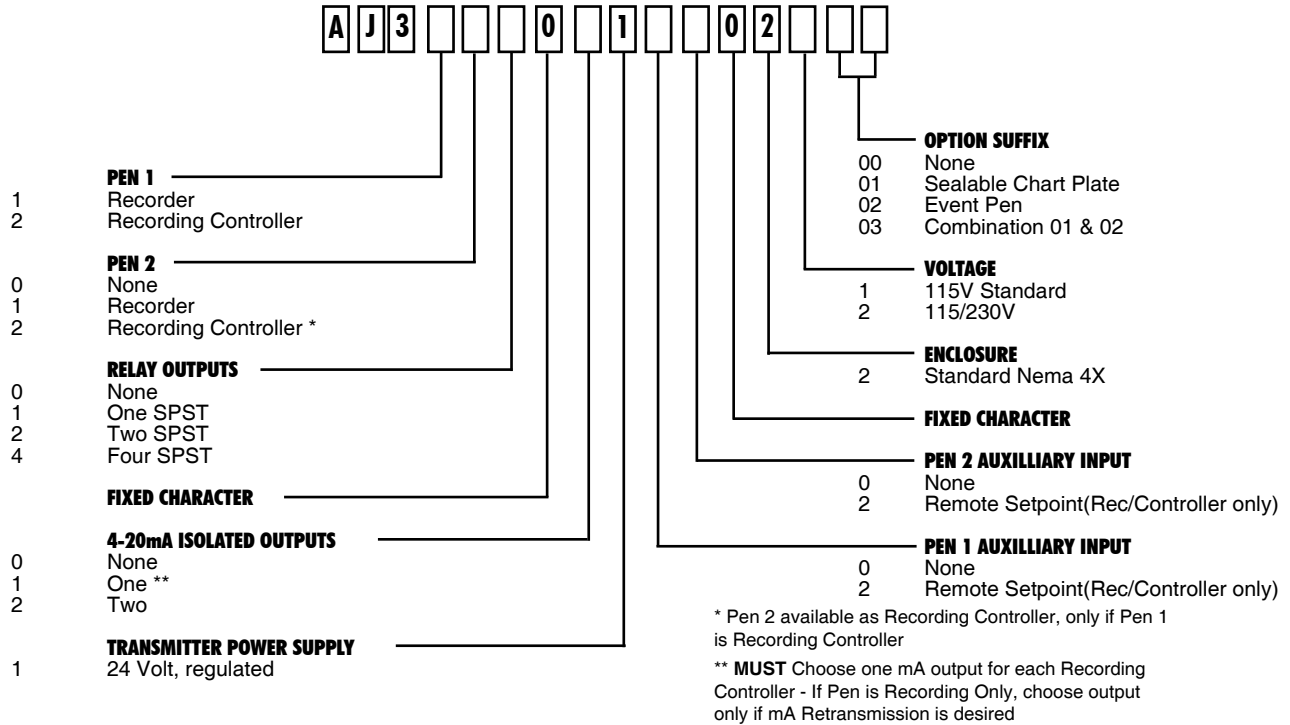 A J 3 0 1 0 2
PEN 1
1 Recorder
2 Recording Controller
PEN 2
0 None
1 Recorder
2 Recording Controller *
RELAY OUTPUTS
0 None
1 One SPST
2 Two SPST
4 Four SPST
FIXED CHARACTER
4-20mA ISOLATED OUTPUTS
0 None
1 One **
2 Two
TRANSMITTER POWER SUPPLY
1 24 Volt, regulated
OPTION SUFFIX
00 None
01 Sealable Chart Plate
02 Event Pen
03 Combination 01 & 02
VOLTAGE
1 115V Standard
2 115/230V
ENCLOSURE
2 Standard Nema 4X
FIXED CHARACTER
PEN 2 AUXILLIARY INPUT
0 None
2 Remote Setpoint(Rec/Controller only)
PEN 1 AUXILLIARY INPUT
0 None
2 Remote Setpoint(Rec/Controller only)
* Pen 2 available as Recording Controller, only if Pen 1
is Recording Controller
** MUST Choose one mA output for each Recording
Controller - If Pen is Recording Only, choose output
only if mA Retransmission is desired